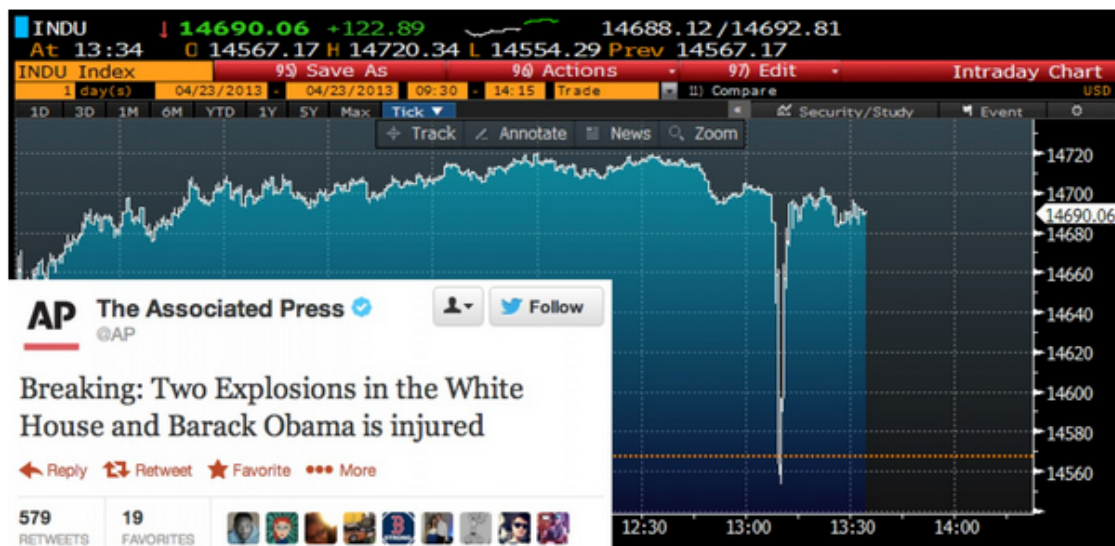 INDU 14690.06 +122.89 14688.12/14692.81
At 13:34 O 14567.17 H 14720.34 L 14554.29 Prev 14567.17
INDU Index 95) Save As 96) Actions 97) Edit Intraday Chart
1 day(s) 04/23/2013 - 04/23/2013 09:30 - 14:15 Trade 11) Compare USD
1D 3D 1M 6M YTD 1Y 5Y Max Tick ▼ « Security/Study Event
Track Annotate News Zoom
14720
14700
14690.06
14680
14660
14640
14620
14600
14580
14560
AP The Associated Press
@AP
Follow
Breaking: Two Explosions in the White
House and Barack Obama is injured
Reply Retweet Favorite More
579 19
RETWEETS FAVORITES
B
STRONG
12:30 13:00 13:30 14:00